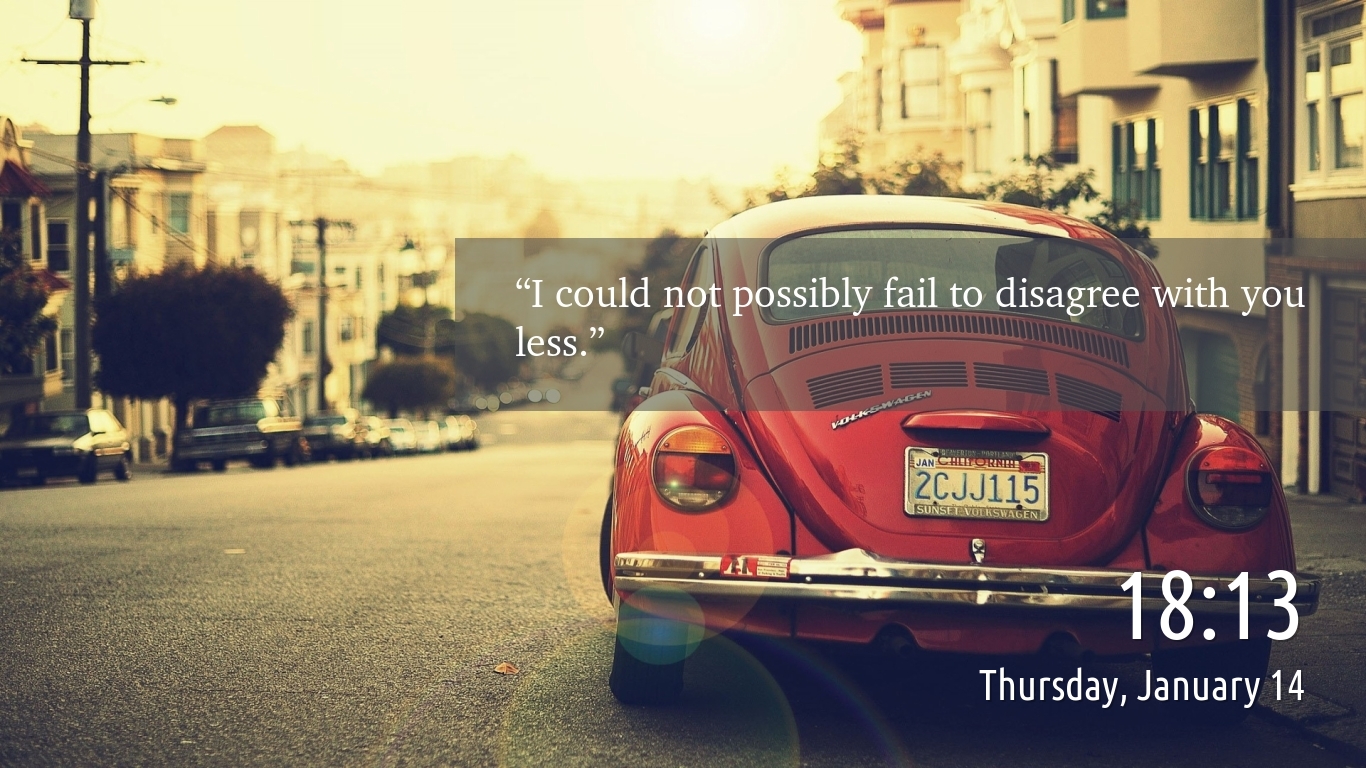 “I could not possibly fail to disagree with you
less.”
VOLKSWAGEN
JAN CALIFORNIA
2CJJ115
SUNSET VOLKSWAGEN
18:13
Thursday, January 14